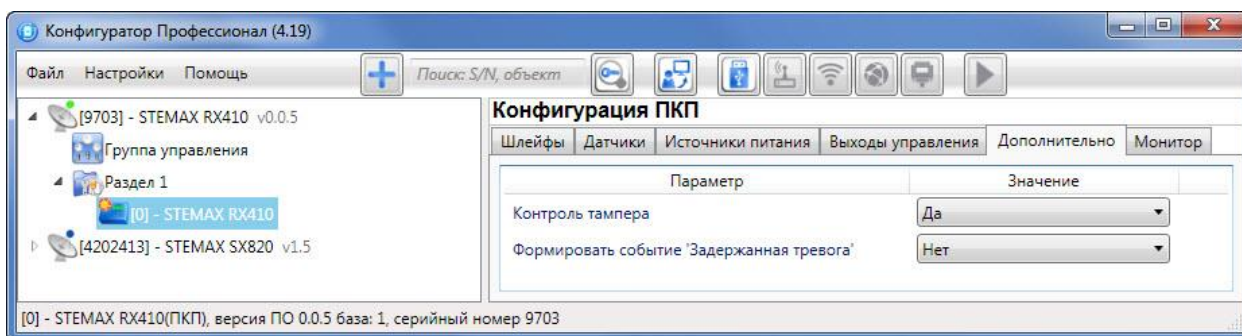 Конфигуратор Профессионал (4.19)
Файл Настройки Помощь Поиск: S/N, объект
[9703] - STEMAX RX410 v0.0.5
Группа управления
Раздел 1
[0] - STEMAX RX410
[4202413] - STEMAX SX820 v1.5
Конфигурация ПКП
Шлейфы Датчики Источники питания Выходы управления Дополнительно Монитор
Параметр Значение
Контроль тампера Да
Формировать событие 'Задержанная тревога' Нет
[0] - STEMAX RX410(ПКП), версия ПО 0.0.5 база: 1, серийный номер 9703